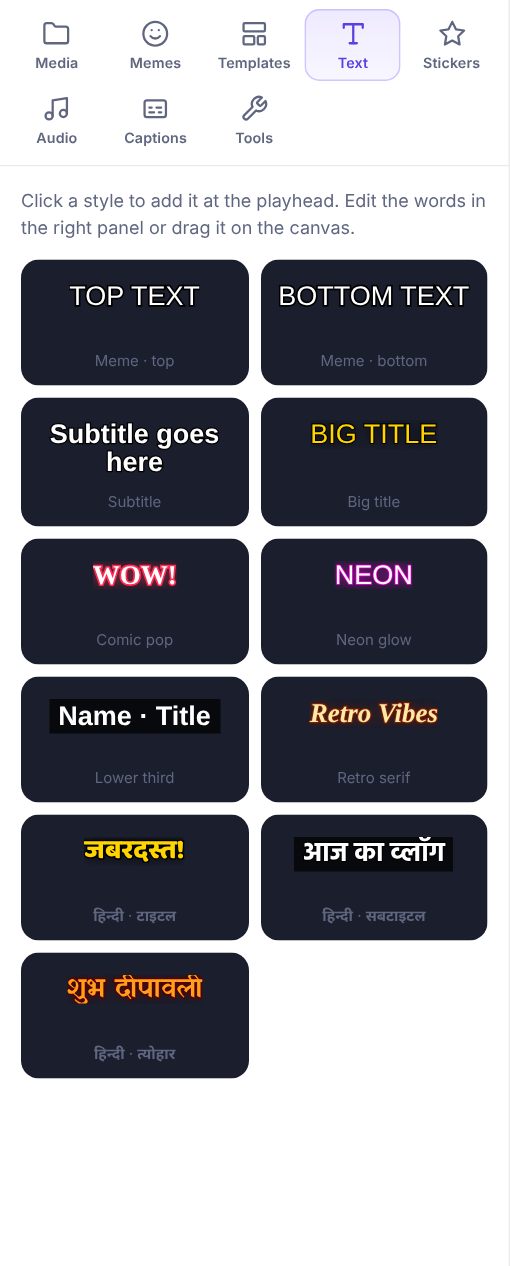 Media
Memes
Templates
Text
Stickers
Audio
Captions
Tools
Click a style to add it at the playhead. Edit the words in
the right panel or drag it on the canvas.
TOP TEXT
Meme · top
BOTTOM TEXT
Meme · bottom
Subtitle goes
here
Subtitle
BIG TITLE
Big title
WOW!
Comic pop
NEON
Neon glow
Name · Title
Lower third
Retro Vibes
Retro serif
जबरदस्त!
हिन्दी · टाइटल
आज का व्लॉग
हिन्दी · सबटाइटल
शुभ दीपावली
हिन्दी · त्योहार